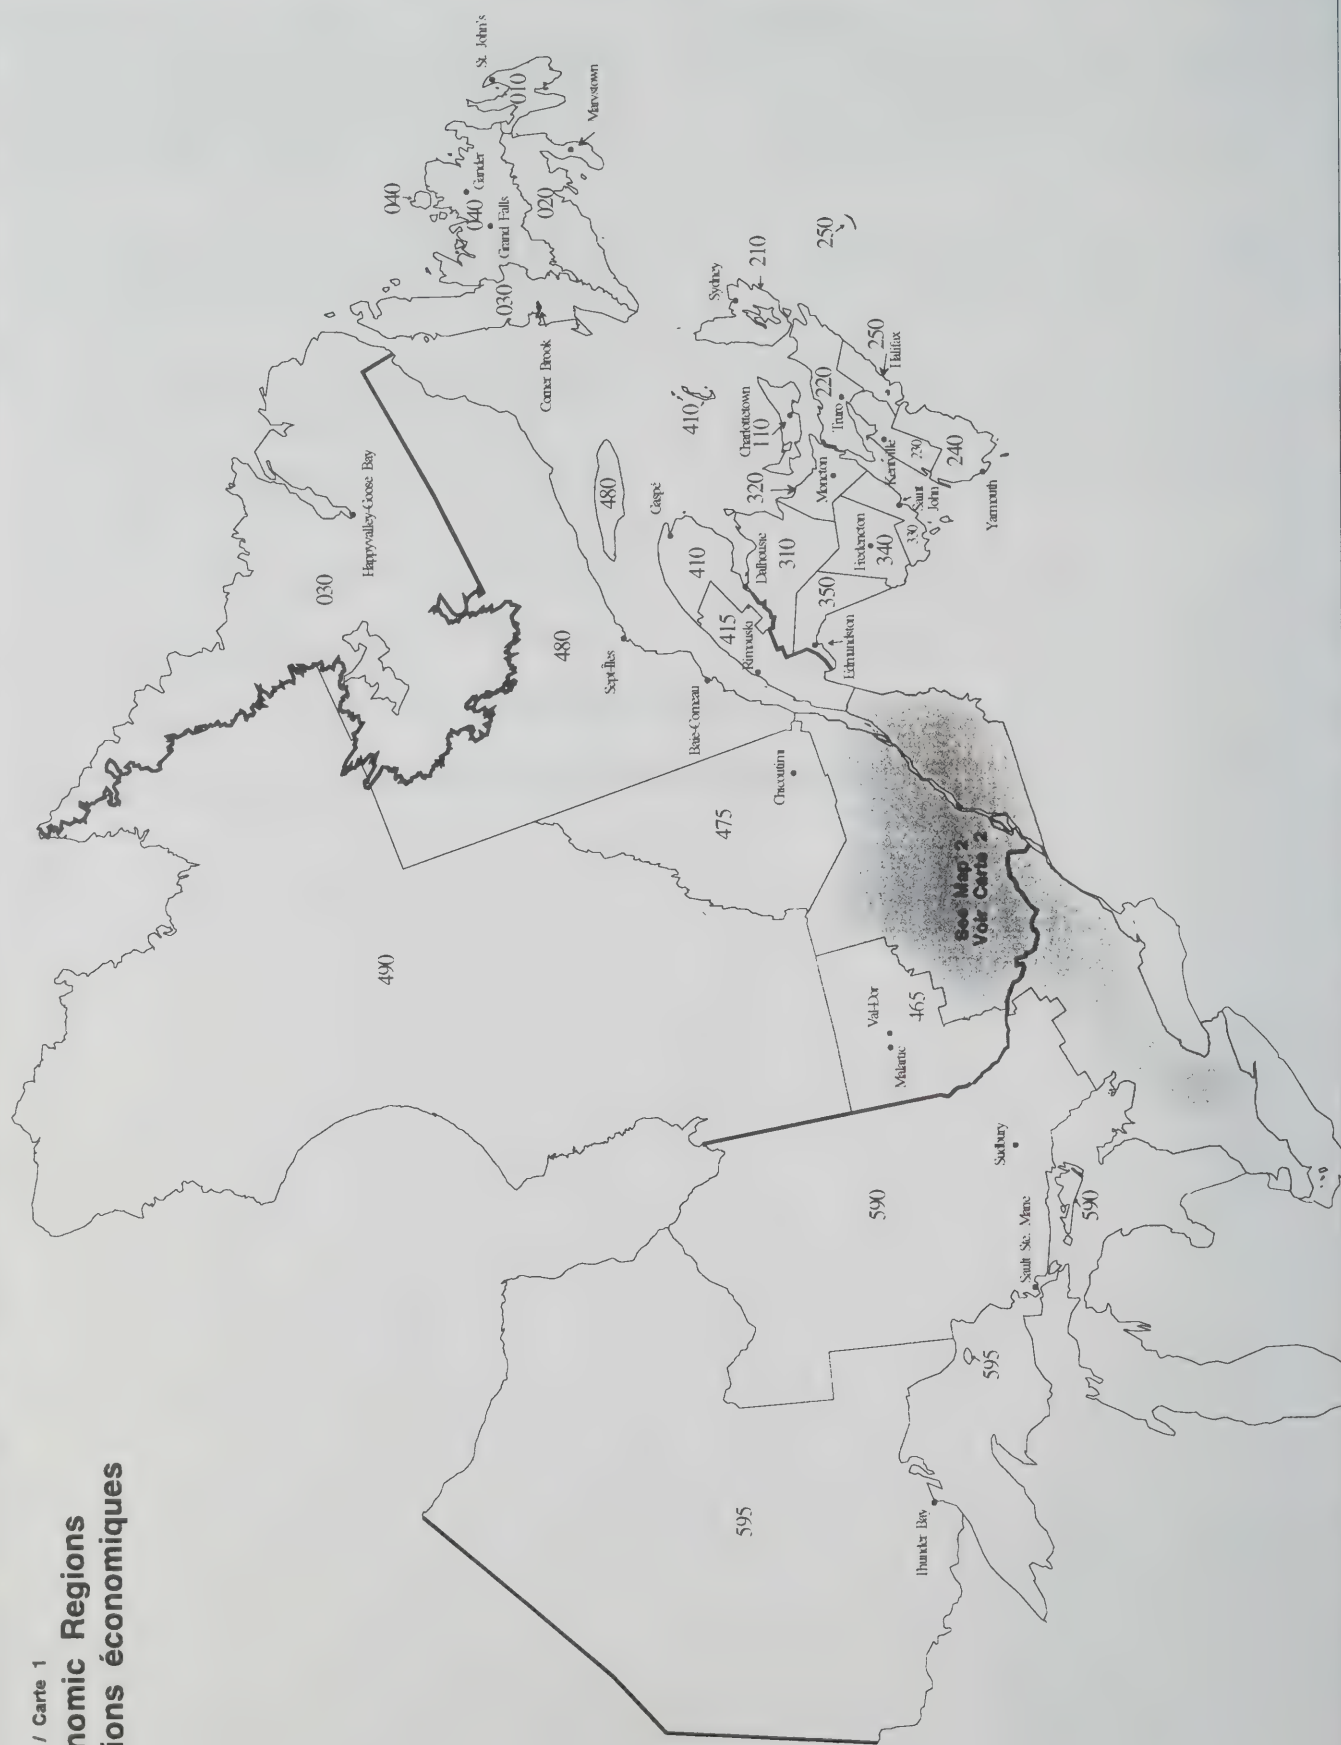 / Carte 1
nomic Regions
ions économiques
St. John's
010
Marystown
040
Gander
040
Grand Falls
020
030
Corner Brook
Happyvalley-Goose Bay
030
480
480
Sept-Îles
Baie-Comeau
Gaspé
410
410
415
Rimouski
Dalhousie
310
320
Charlottetown
110
Moncton
350
Edmundston
Fredericton
340
330
Saint
John
Sydney
210
250
220
Truro
250
Halifax
Kentville
230
240
Yarmouth
Chicoutimi
475
490
See Map 2
Voir Carte 2
Val-Dor
Malartic
465
Sudbury
590
Sault Ste. Marie
590
595
595
Thunder Bay